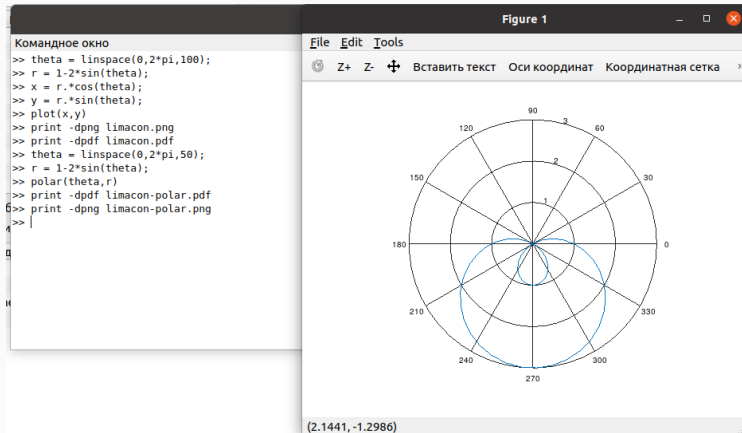 Командное окно
>> theta = linspace(0,2*pi,100);
>> r = 1-2*sin(theta);
>> x = r.*cos(theta);
>> y = r.*sin(theta);
>> plot(x,y)
>> print -dpng limacon.png
>> print -dpdf limacon.pdf
>> theta = linspace(0,2*pi,50);
>> r = 1-2*sin(theta);
>> polar(theta,r)
>> print -dpdf limacon-polar.pdf
>> print -dpng limacon-polar.png
>>
Figure 1
File Edit Tools
Z+ Z- Вставить текст Оси координат Координатная сетка
90
120 3 60
2
150 30
1
180 0
210 330
240 300
270
(2.1441, -1.2986)